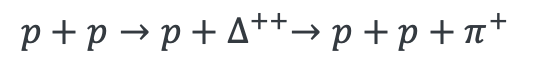 p + p → p + Δ⁺⁺ → p + p + π⁺